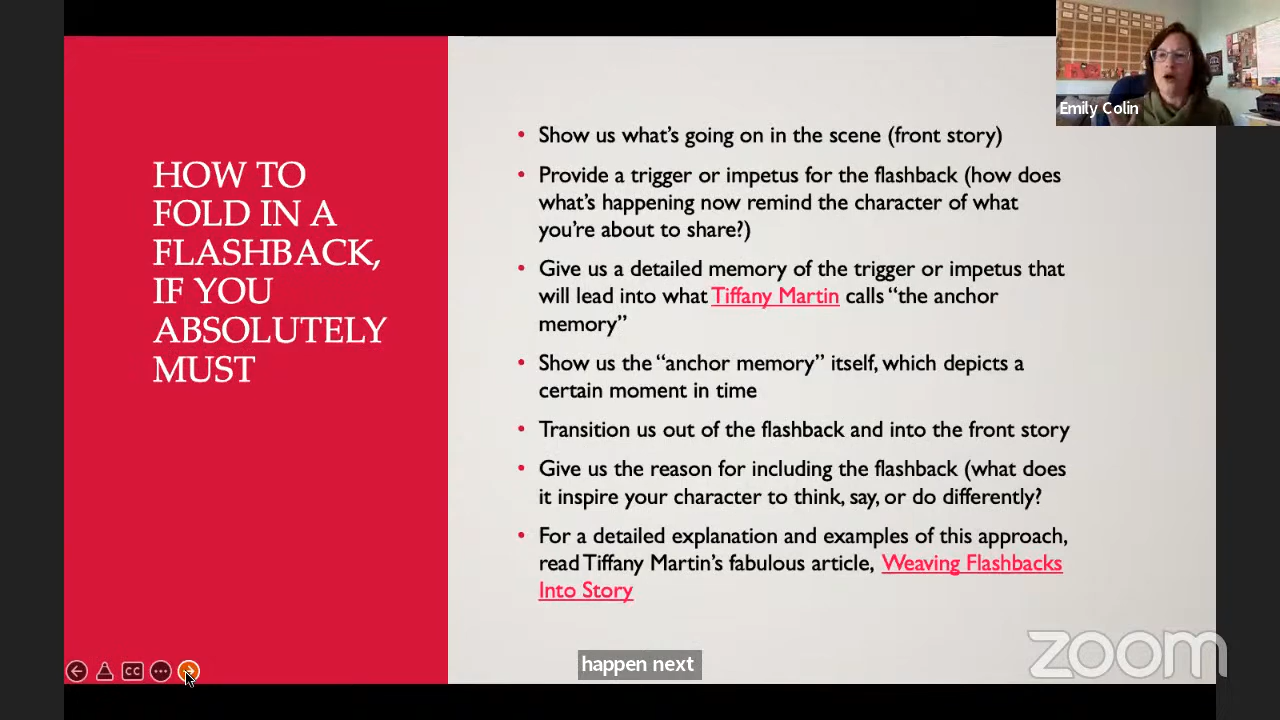 Emily Colin
HOW TO
FOLD IN A
FLASHBACK,
IF YOU
ABSOLUTELY
MUST
• Show us what's going on in the scene (front story)
• Provide a trigger or impetus for the flashback (how does
what's happening now remind the character of what
you're about to share?)
• Give us a detailed memory of the trigger or impetus that
will lead into what Tiffany Martin calls “the anchor
memory”
• Show us the “anchor memory” itself, which depicts a
certain moment in time
• Transition us out of the flashback and into the front story
• Give us the reason for including the flashback (what does
it inspire your character to think, say, or do differently?
• For a detailed explanation and examples of this approach,
read Tiffany Martin's fabulous article, Weaving Flashbacks
Into Story
CC
happen next
zoom